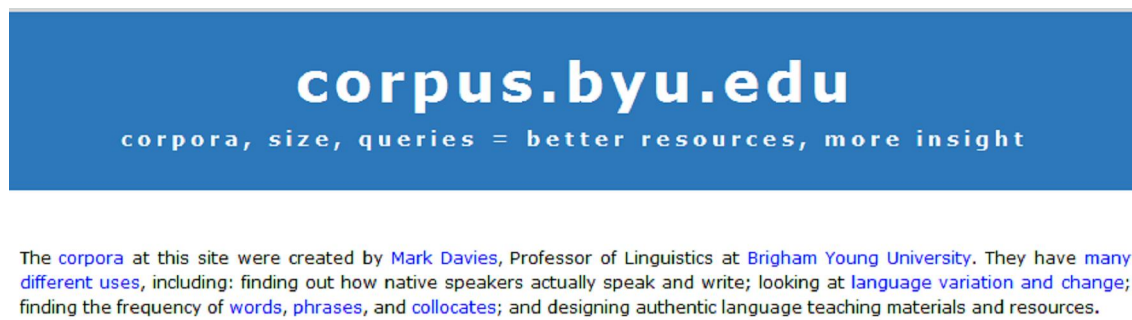 corpus.byu.edu
corpora, size, queries = better resources, more insight
The corpora at this site were created by Mark Davies, Professor of Linguistics at Brigham Young University. They have many
different uses, including: finding out how native speakers actually speak and write; looking at language variation and change;
finding the frequency of words, phrases, and collocates; and designing authentic language teaching materials and resources.